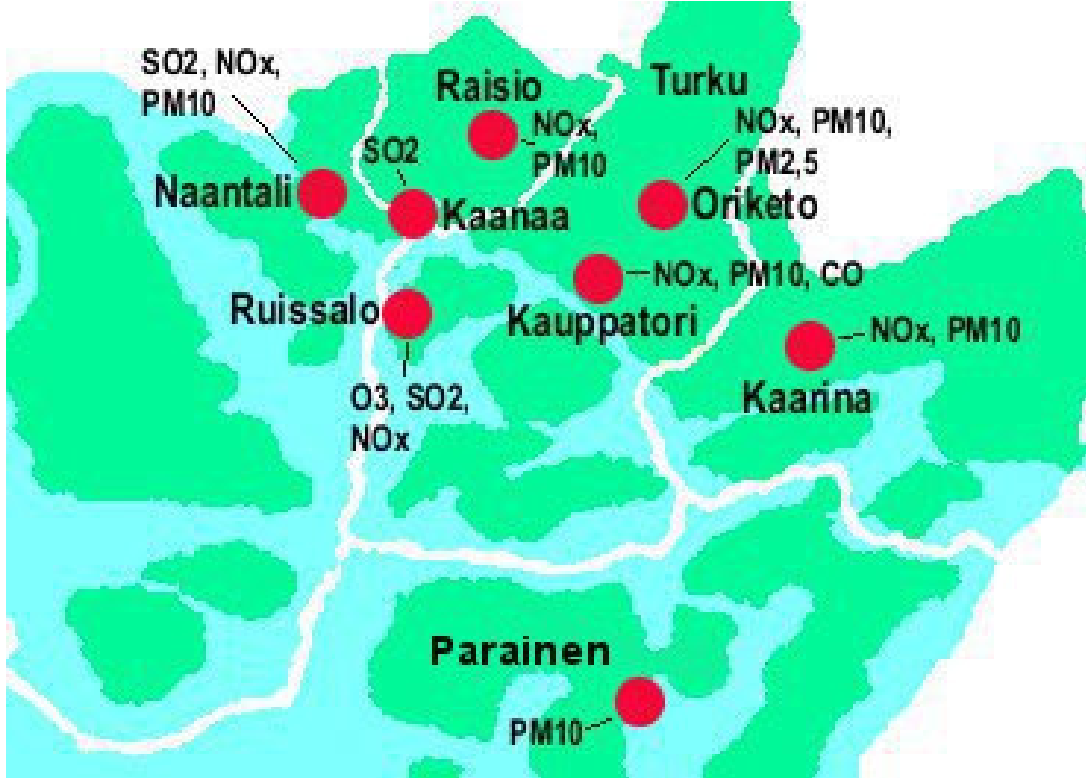 SO2, NOx,
PM10
Raisio
Turku
NOx,
PM10
NOx, PM10,
PM2,5
SO2
Naantali
Kaanaa
Oriketo
NOx, PM10, CO
Ruissalo
Kauppatori
NOx, PM10
Kaarina
O3, SO2,
NOx
Parainen
PM10